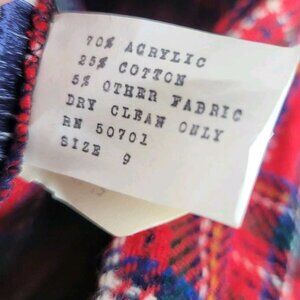 70% ACRYLIC
25% COTTON
5% OTHER FABRIC
DRY CLEAN ONLY
RN 50701
SIZE 9